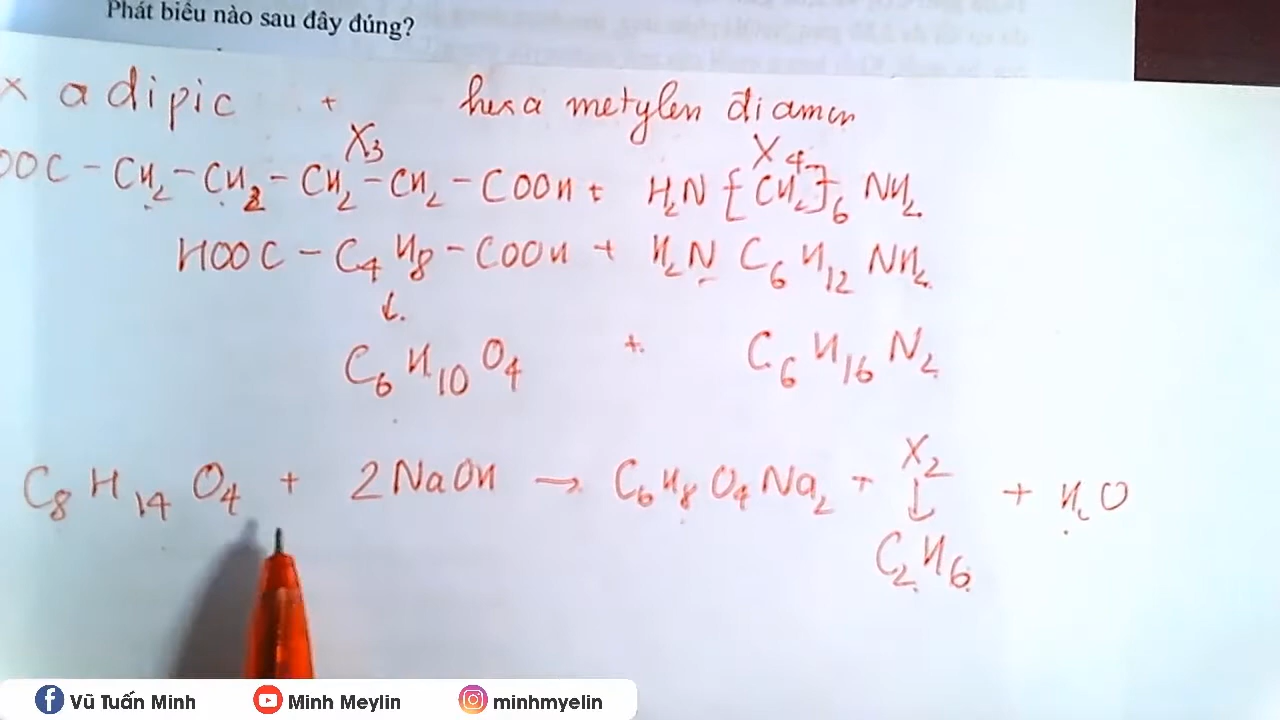 Phát biểu nào sau đây đúng?
x adipic + hexa metylen diamin
X3 X4
OOC - CH2 - CH2 - CH2 - CH2 - COOH + H2N [CH2]6 NH2
HOOC - C4H8 - COOH + H2N C6H12 NH2
↓
C6H10O4 + C6H16N2
C8H14O4 + 2NaOH → C6H8O4Na2 + X2 + H2O
↓
C2H6
Vũ Tuấn Minh Minh Meylin minhmyelin